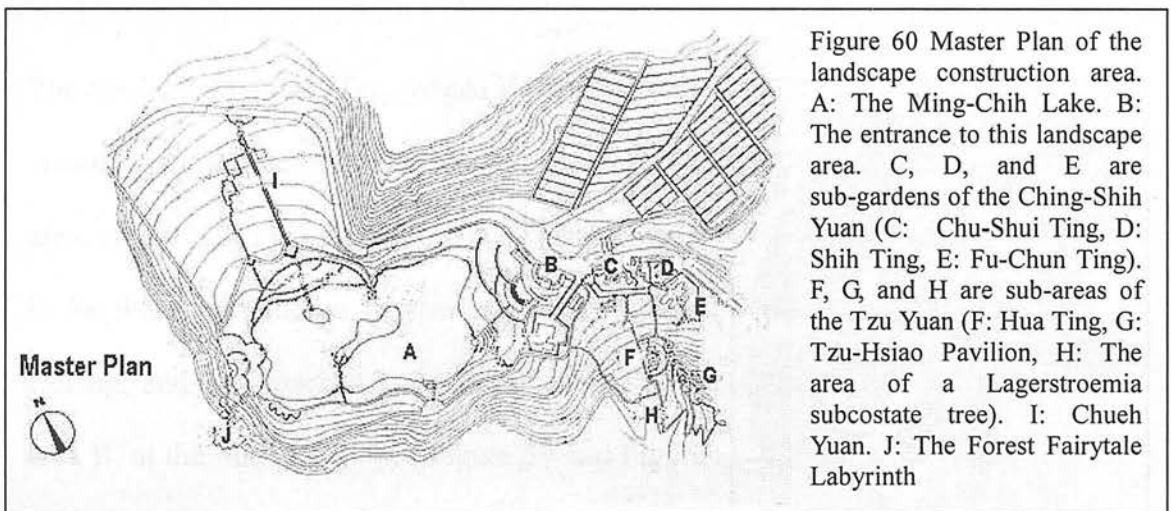 Figure 60 Master Plan of the
landscape construction area.
A: The Ming-Chih Lake. B:
The entrance to this landscape
area. C, D, and E are
sub-gardens of the Ching-Shih
Yuan (C: Chu-Shui Ting, D:
Shih Ting, E: Fu-Chun Ting).
F, G, and H are sub-areas of
the Tzu Yuan (F: Hua Ting, G:
Tzu-Hsiao Pavilion, H: The
area of a Lagerstroemia
subcostate tree). I: Chueh
Yuan. J: The Forest Fairytale
Labyrinth
I
B
C
D
E
A
F
G
H
J
Master Plan
N